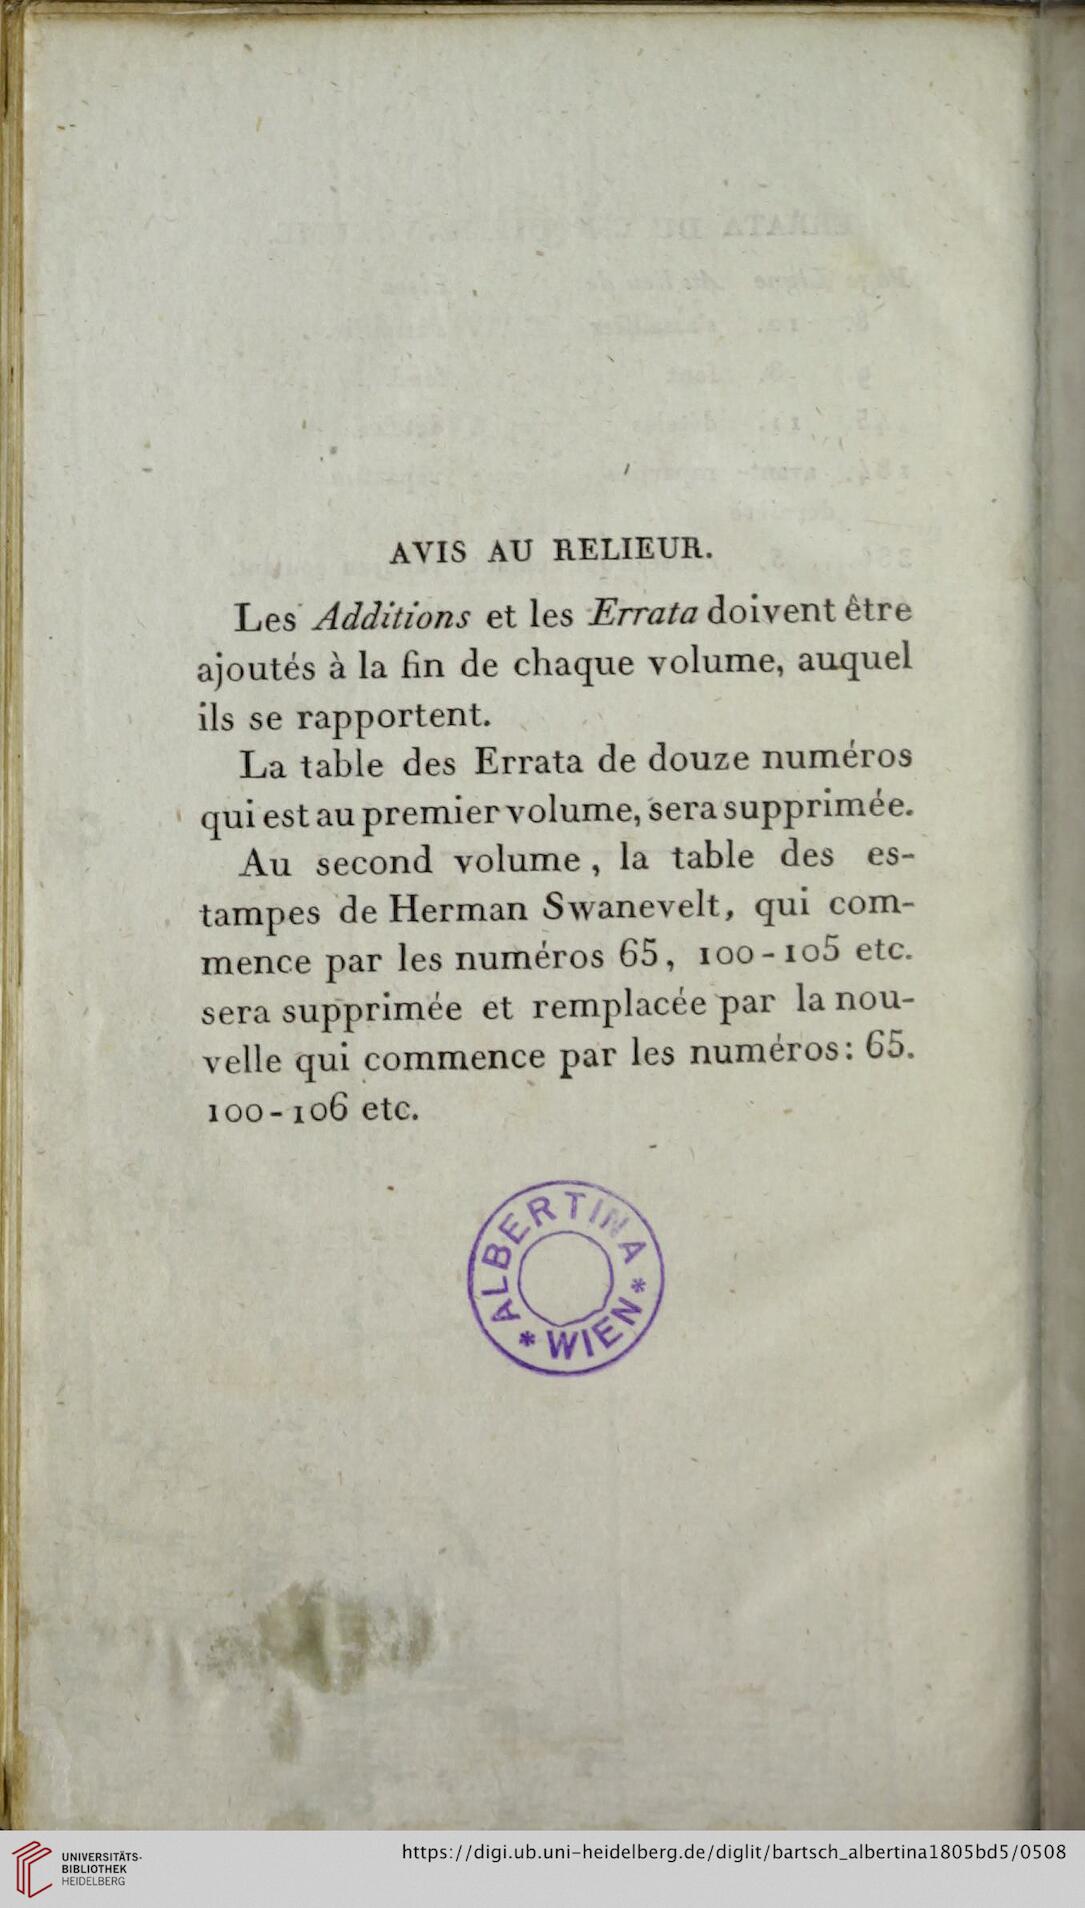 AVIS AU RELIEUR.
Les Additions et les Errata doivent être
ajoutés à la fin de chaque volume, auquel
ils se rapportent.
La table des Errata de douze numéros
qui est au premier volume, sera supprimée.
Au second volume, la table des es-
tampes de Herman Swanevelt, qui com-
mence par les numéros 65, 100-105 etc.
sera supprimée et remplacée par la nou-
velle qui commence par les numéros: 65.
100-106 etc.
ALBERTINA
* WIEN *
UNIVERSITÄTS-
BIBLIOTHEK
HEIDELBERG
https://digi.ub.uni-heidelberg.de/diglit/bartsch_albertina1805bd5/0508